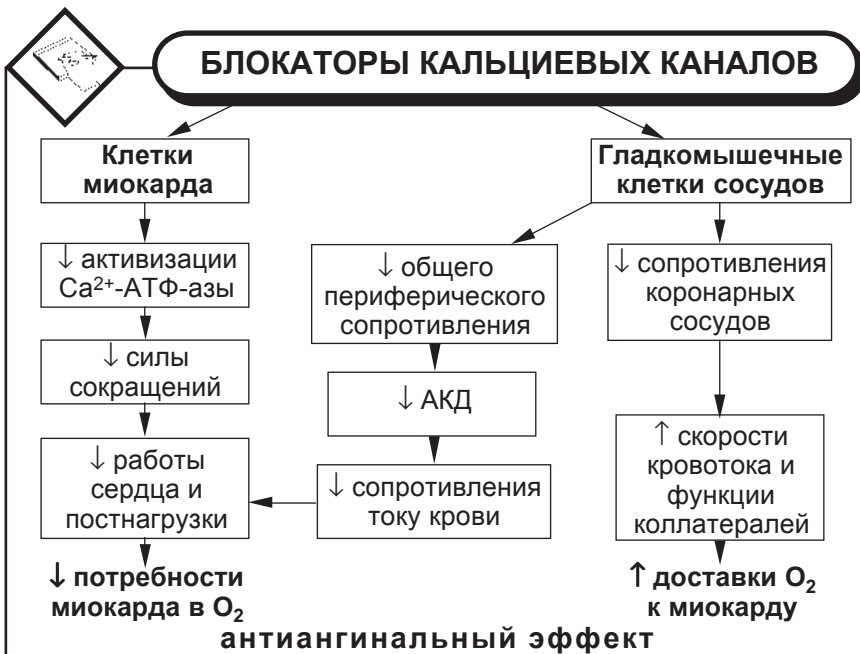 БЛОКАТОРЫ КАЛЬЦИЕВЫХ КАНАЛОВ
Клетки
миокарда
Гладкомышечные
клетки сосудов
↓ активизации
Ca²⁺-АТФ-азы
↓ общего
периферического
сопротивления
↓ сопротивления
коронарных
сосудов
↓ силы
сокращений
↓ АКД
↓ работы
сердца и
постнагрузки
↓ сопротивления
току крови
↑ скорости
кровотока и
функции
коллатералей
↓ потребности
миокарда в O₂
↑ доставки O₂
к миокарду
антиангинальный эффект